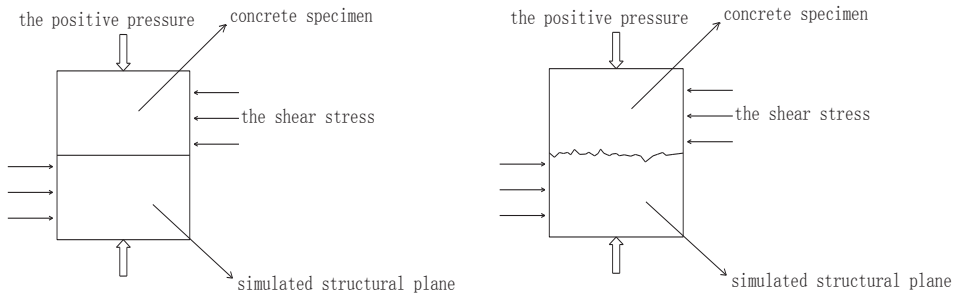 the positive pressure
concrete specimen
the shear stress
simulated structural plane
the positive pressure
concrete specimen
the shear stress
simulated structural plane